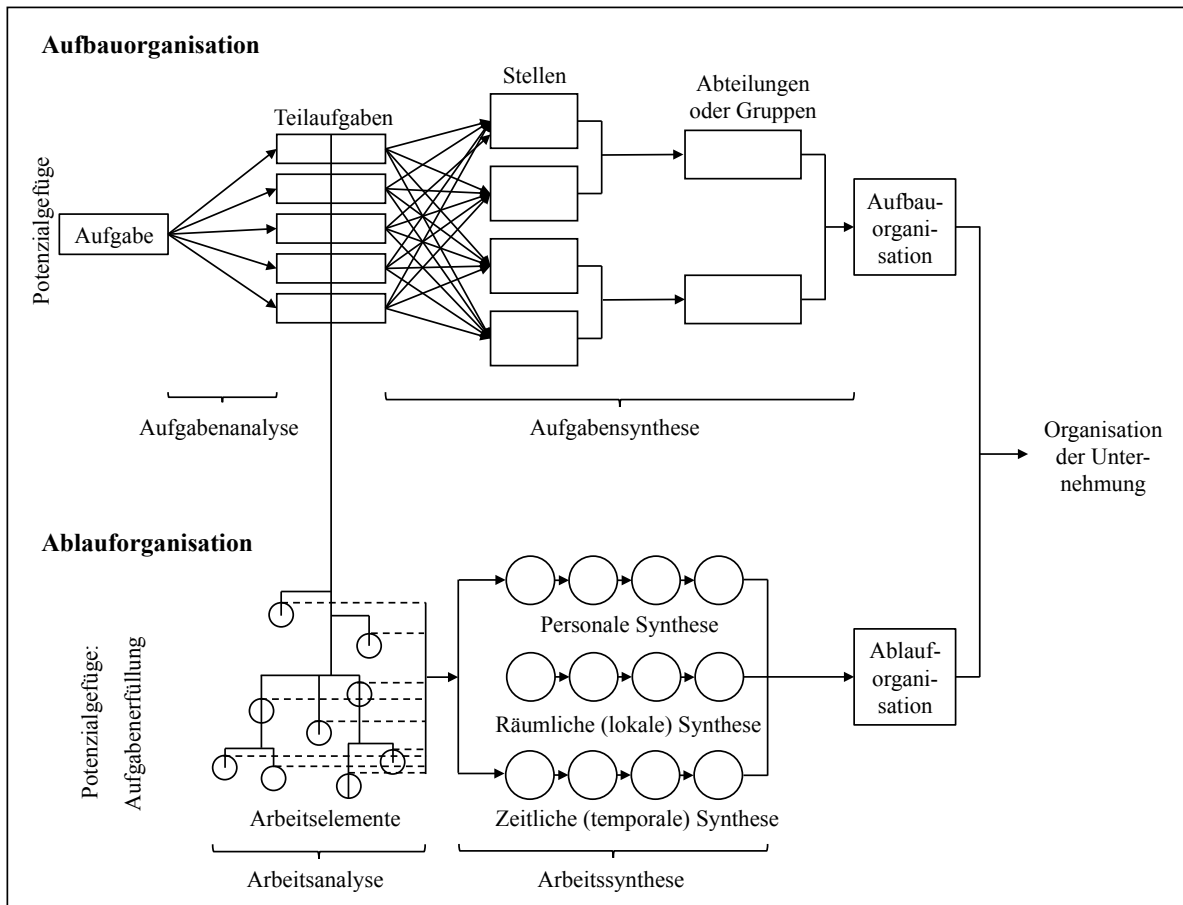 Aufbauorganisation
Stellen
Abteilungen
oder Gruppen
Teilaufgaben
Potenzialgefüge
Aufgabe
Aufbau-
organi-
sation
Aufgabenanalyse
Aufgabensynthese
Organisation
der Unter-
nehmung
Ablauforganisation
Personale Synthese
Potenzialgefüge:
Aufgabenerfüllung
Ablauf-
organi-
sation
Räumliche (lokale) Synthese
Arbeitselemente
Zeitliche (temporale) Synthese
Arbeitsanalyse
Arbeitssynthese